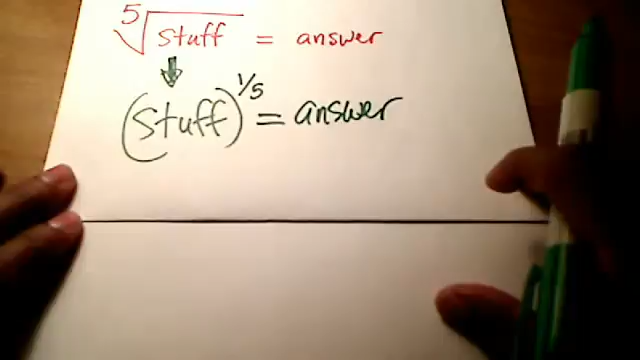 5√stuff = answer
(stuff)^1/5 = answer